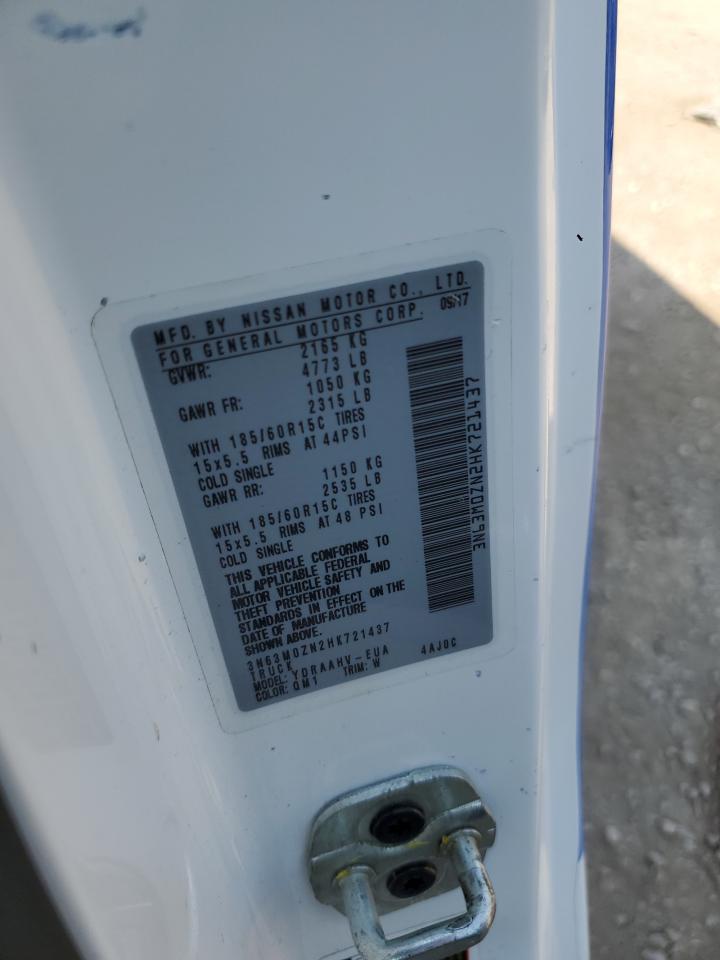 MFD. BY NISSAN MOTOR CO., LTD.
FOR GENERAL MOTORS CORP. 09/17
GVWR: 2165 KG
4773 LB
GAWR FR: 1050 KG
2315 LB
WITH 185/60R15C TIRES
15x5.5 RIMS AT 44PSI
COLD SINGLE
GAWR RR: 1150 KG
2535 LB
WITH 185/60R15C TIRES
15x5.5 RIMS AT 48 PSI
COLD SINGLE
THIS VEHICLE CONFORMS TO
ALL APPLICABLE FEDERAL
MOTOR VEHICLE SAFETY AND
THEFT PREVENTION
STANDARDS IN EFFECT ON THE
DATE OF MANUFACTURE
SHOWN ABOVE.
3N63M0ZN2HK721437
TRUCK
MODEL: YDRAAHV-EUA 4AJ0C
COLOR: QM1 TRIM: W
3N63M0ZN2HK721437